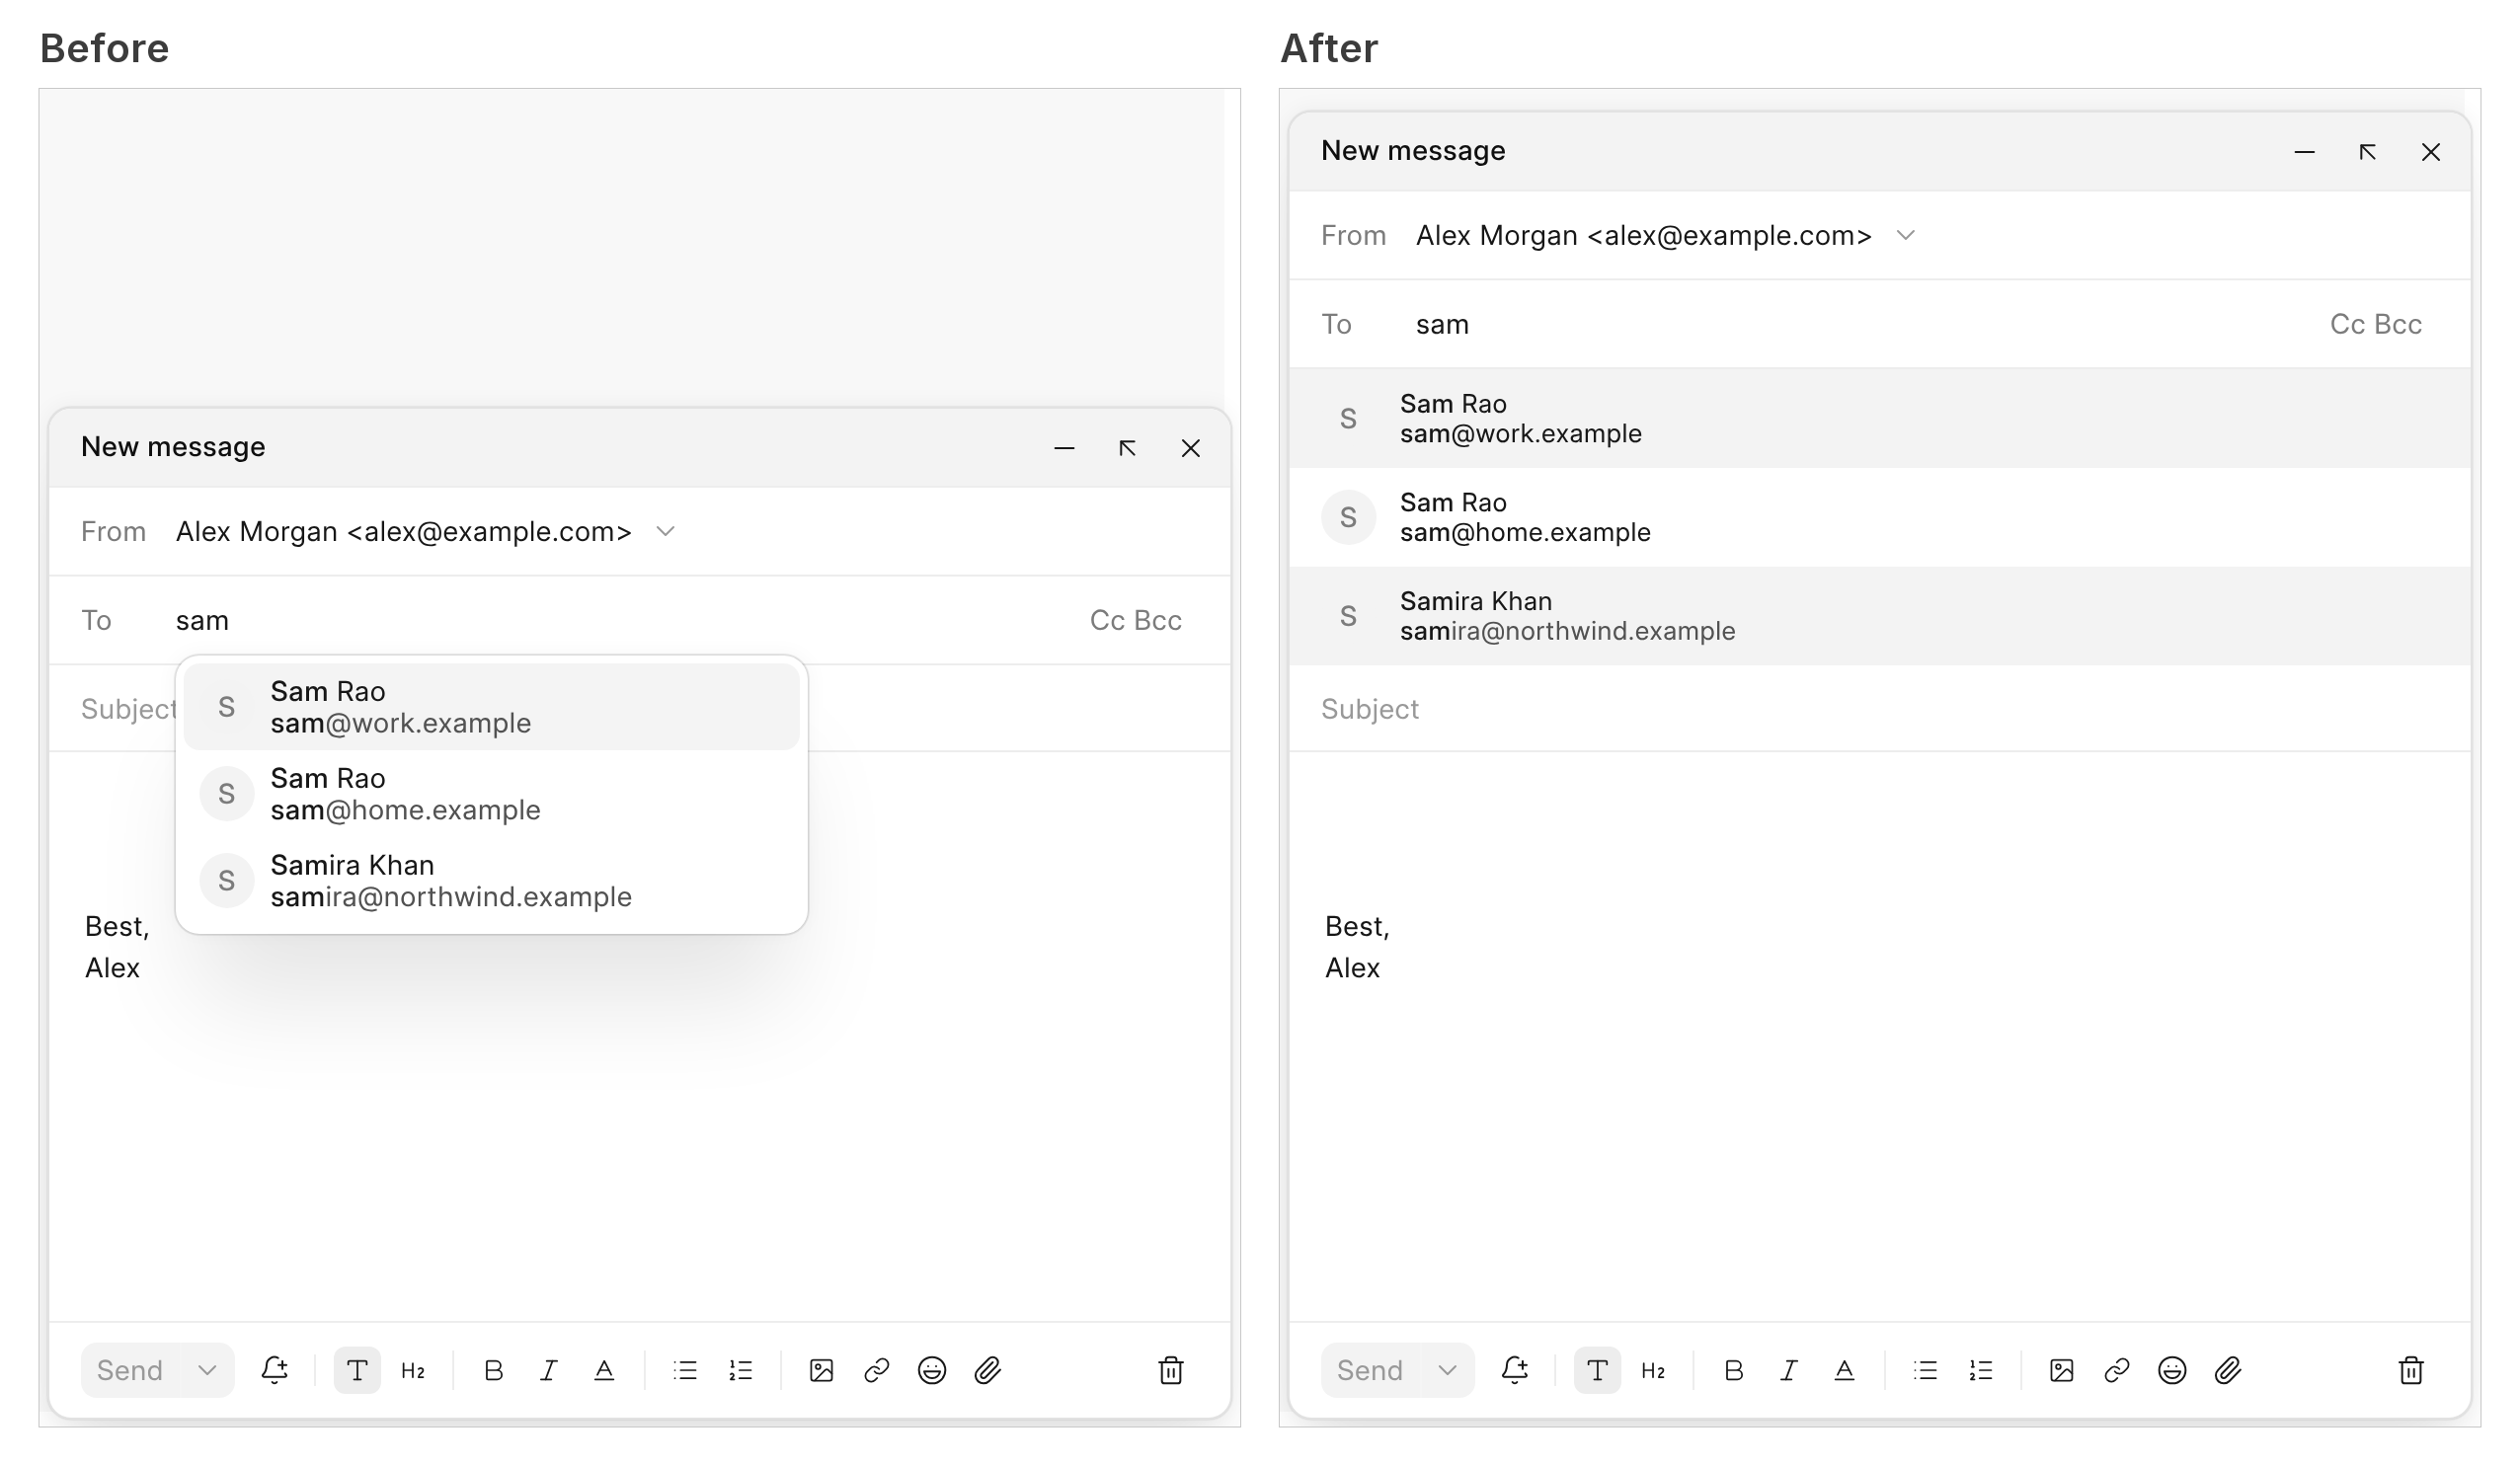 Before
New message
From Alex Morgan <alex@example.com>
To sam Cc Bcc
Subject
S Sam Rao
sam@work.example
S Sam Rao
sam@home.example
S Samira Khan
samira@northwind.example
Best,
Alex
Send T H2 B I A
After
New message
From Alex Morgan <alex@example.com>
To sam Cc Bcc
S Sam Rao
sam@work.example
S Sam Rao
sam@home.example
S Samira Khan
samira@northwind.example
Subject
Best,
Alex
Send T H2 B I A